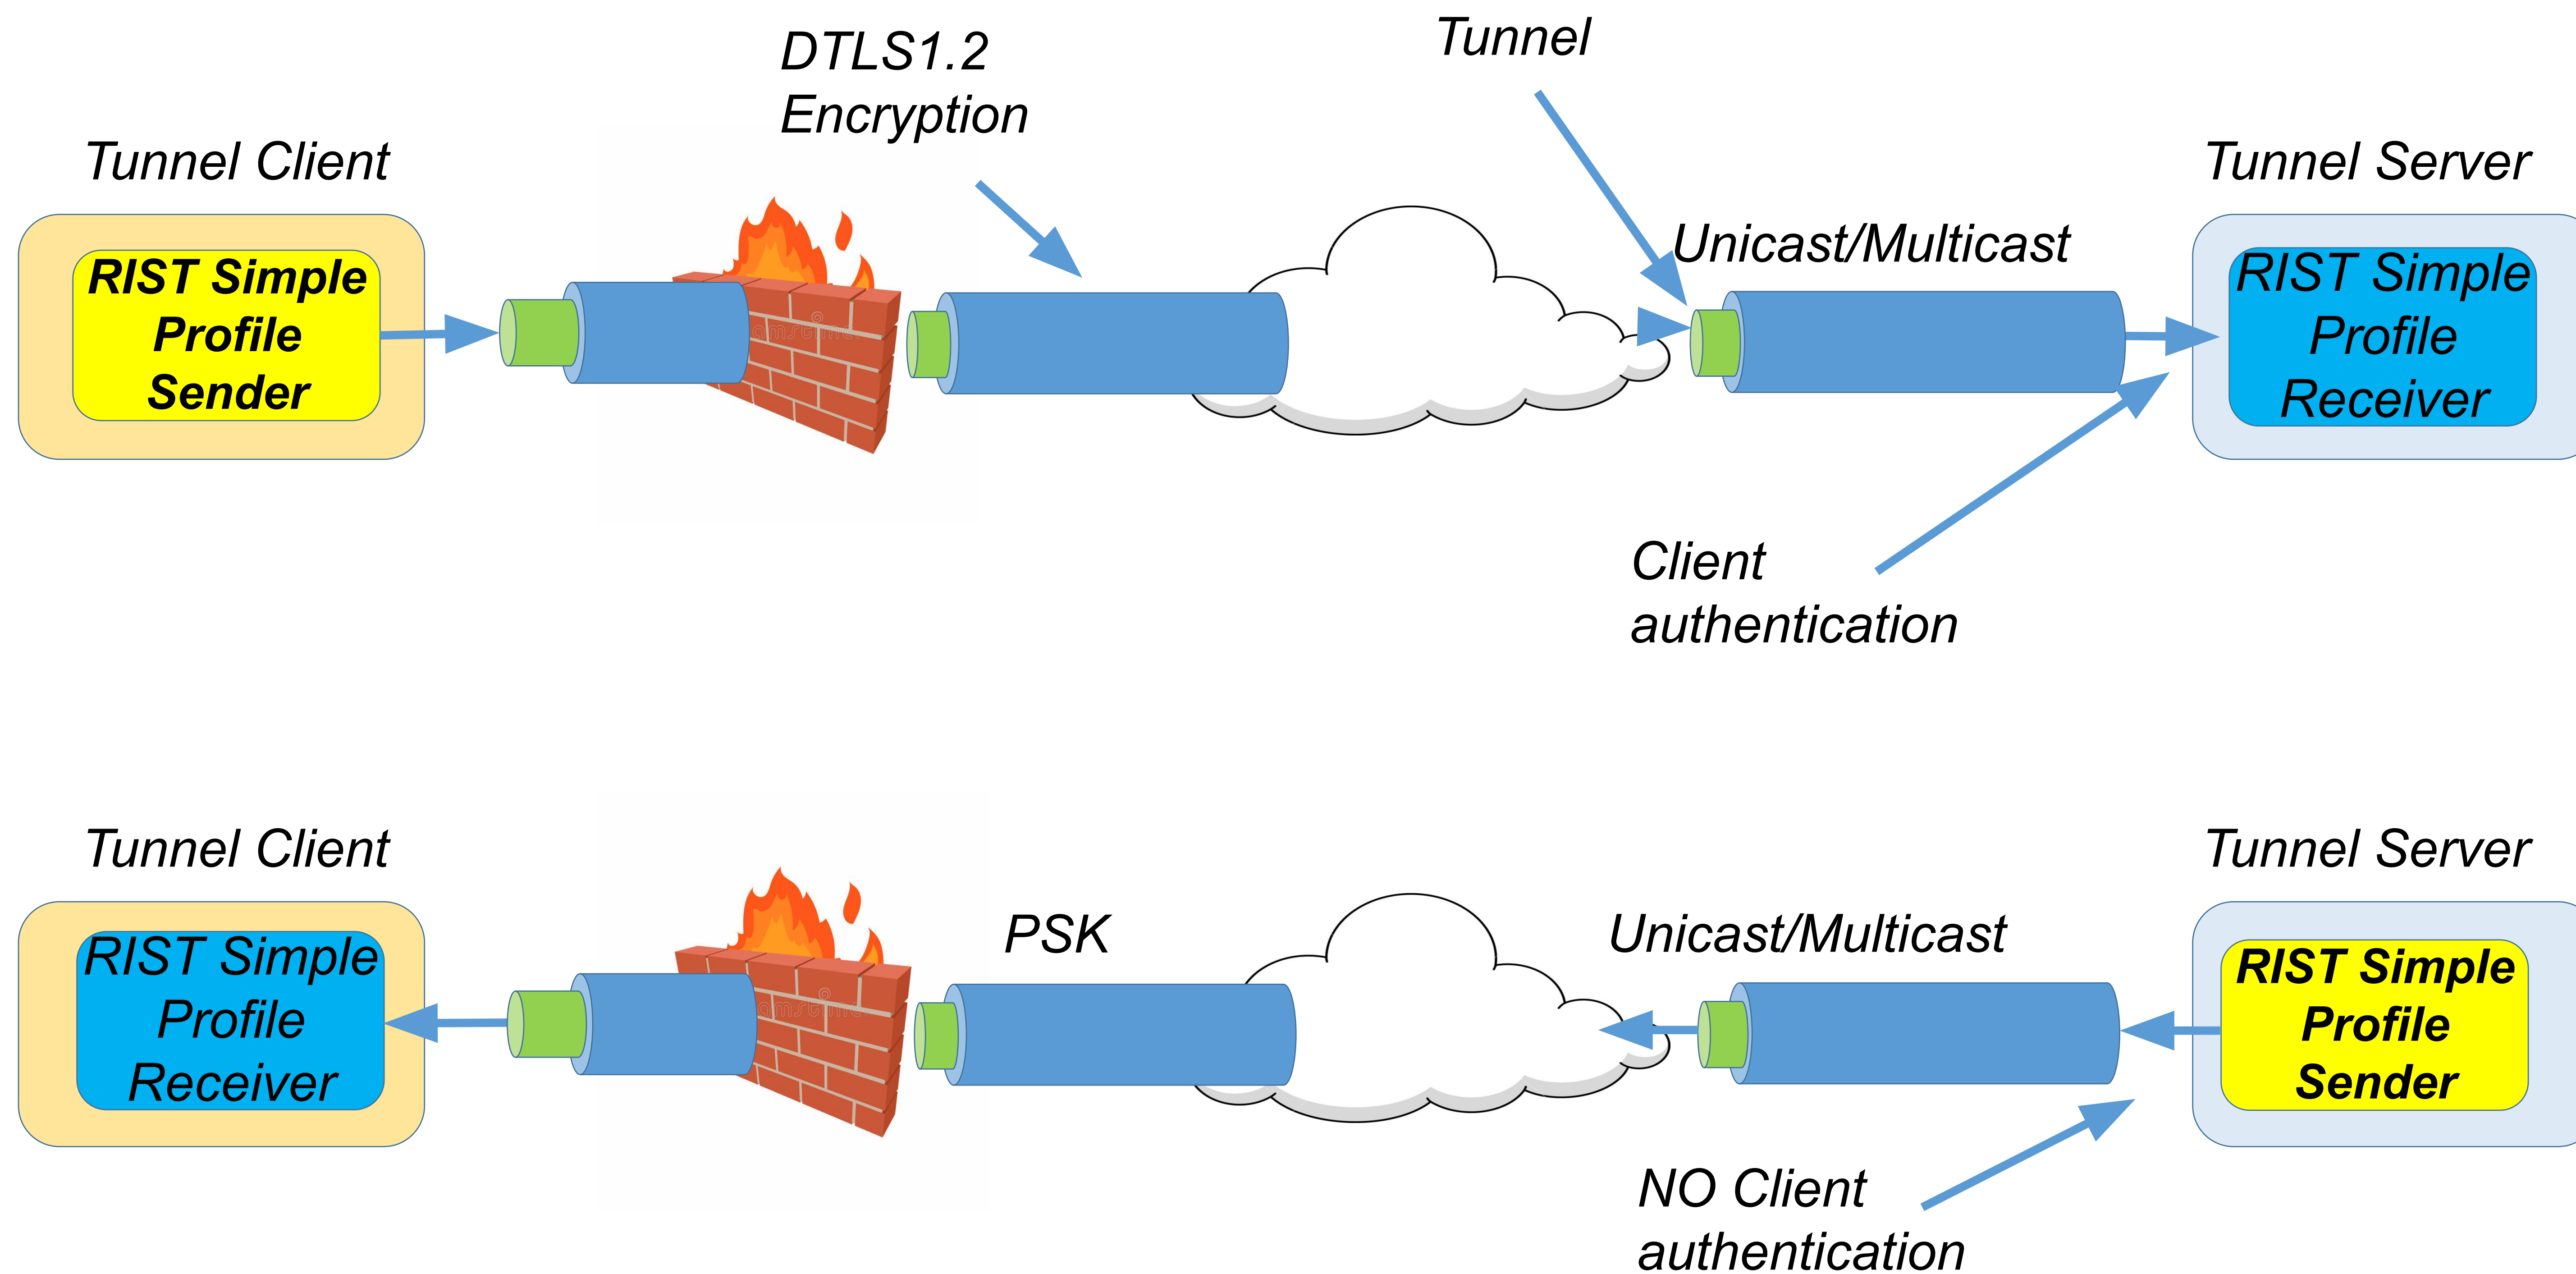 Tunnel
DTLS1.2
Encryption
Tunnel Client
Tunnel Server
Unicast/Multicast
RIST Simple
Profile
Sender
RIST Simple
Profile
Receiver
Client
authentication
Tunnel Client
Tunnel Server
PSK
Unicast/Multicast
RIST Simple
Profile
Receiver
RIST Simple
Profile
Sender
NO Client
authentication